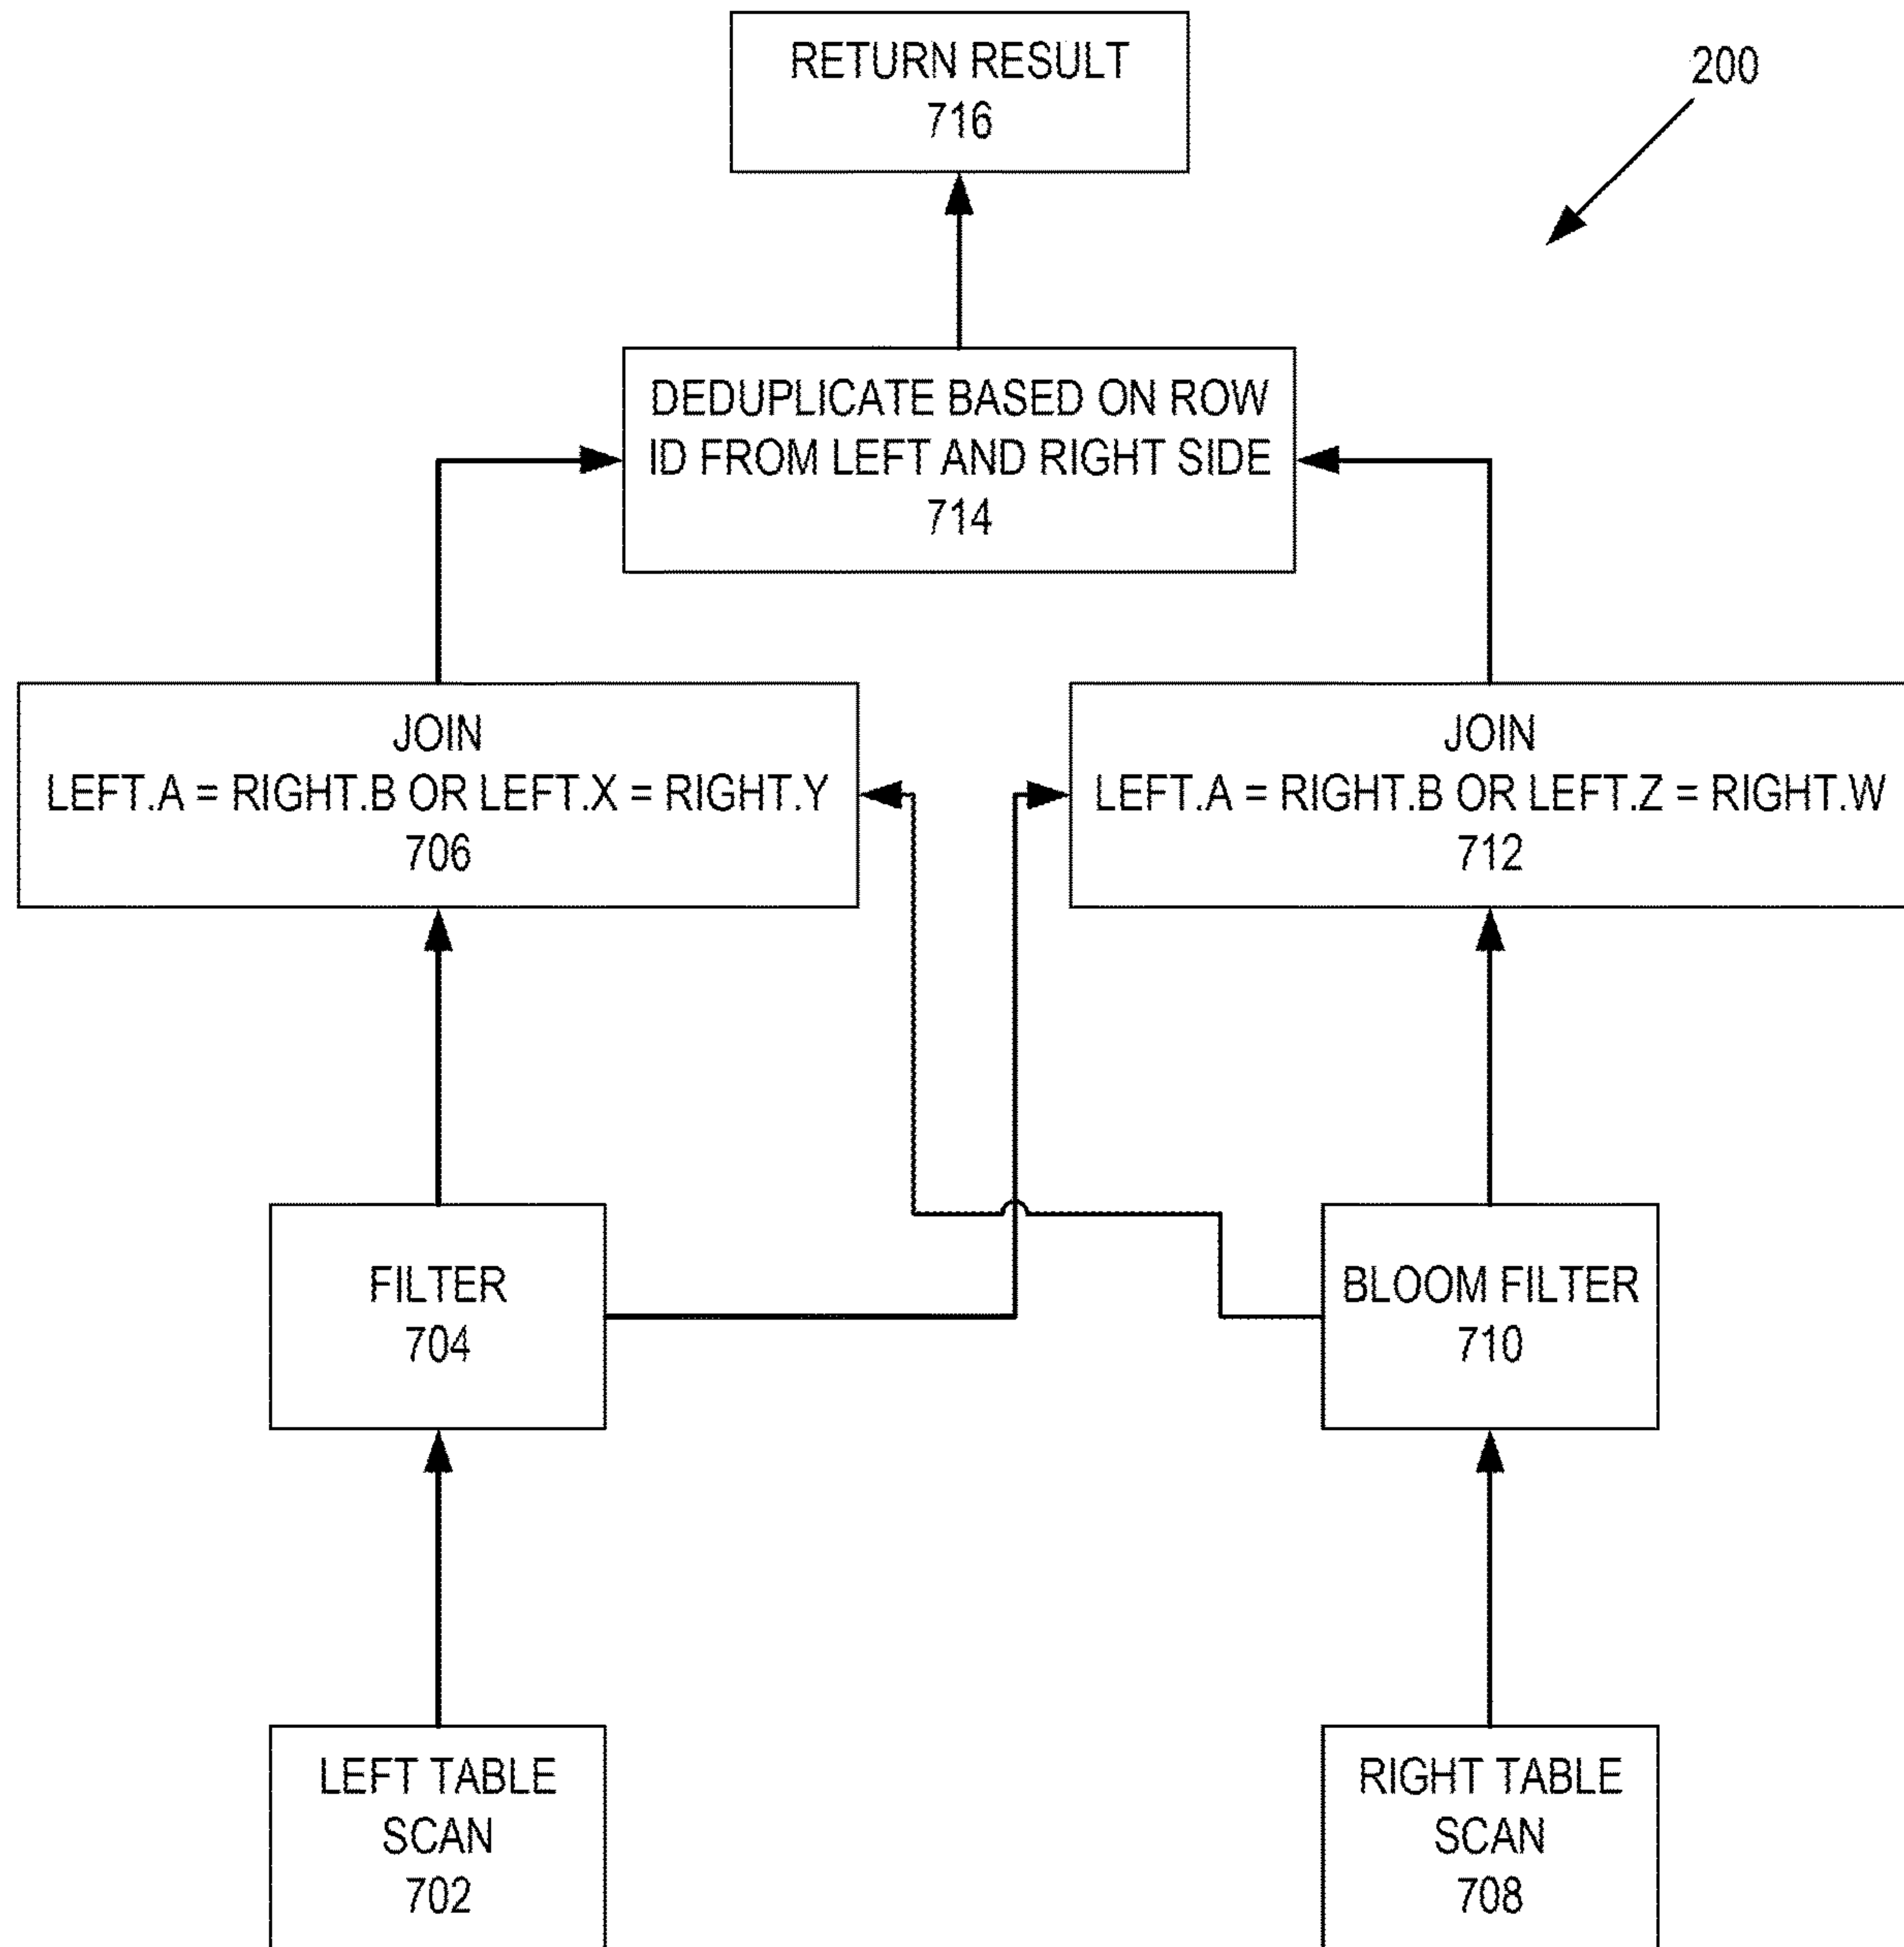 RETURN RESULT
716
200
DEDUPLICATE BASED ON ROW
ID FROM LEFT AND RIGHT SIDE
714
JOIN
LEFT.A = RIGHT.B OR LEFT.X = RIGHT.Y
706
JOIN
LEFT.A = RIGHT.B OR LEFT.Z = RIGHT.W
712
FILTER
704
BLOOM FILTER
710
LEFT TABLE
SCAN
702
RIGHT TABLE
SCAN
708